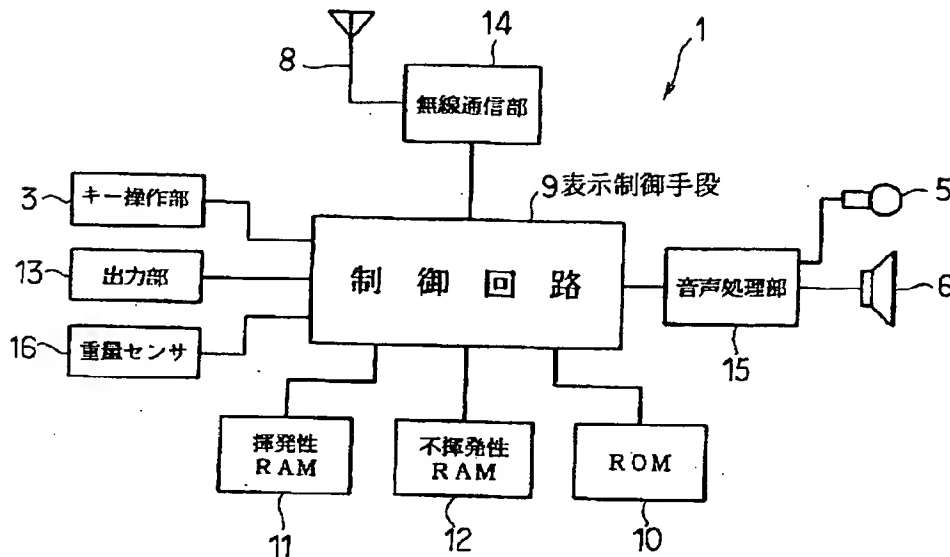 1
14
8
無線通信部
9表示制御手段
3
キー操作部
5
13
出力部
制御回路
音声処理部
6
16
重量センサ
15
揮発性
RAM
不揮発性
RAM
ROM
11
12
10